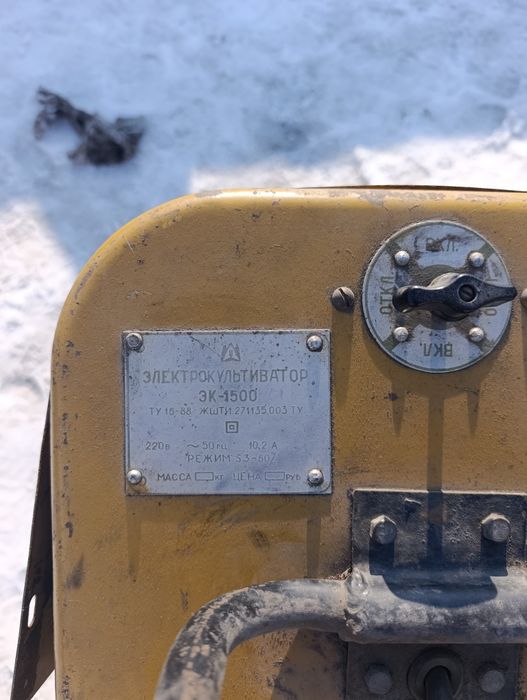 ВКЛ.
ОТКЛ
ВКЛ.
ЭЛЕКТРОКУЛЬТИВАТОР
ЭК-1500
ТУ 16-88 ЖШТИ.271135.003 ТУ
220В ~50ГЦ 10,2 А
РЕЖИМ S3-60%
МАССА КГ ЦЕНА РУБ